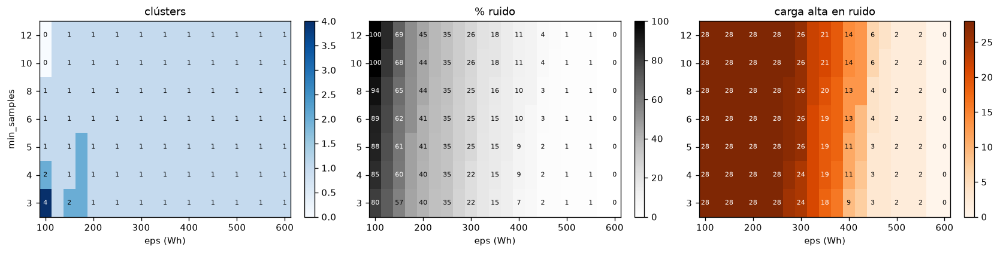 clústers
12 0 1 1 1 1 1 1 1 1 1 1
10 0 1 1 1 1 1 1 1 1 1 1
8 1 1 1 1 1 1 1 1 1 1 1
6 1 1 1 1 1 1 1 1 1 1 1
5 1 1 1 1 1 1 1 1 1 1 1
4 2 1 1 1 1 1 1 1 1 1 1
3 4 2 1 1 1 1 1 1 1 1 1
100 200 300 400 500 600
eps (Wh)
min_samples
4.0
3.5
3.0
2.5
2.0
1.5
1.0
0.5
0.0
% ruido
12 100 69 45 35 26 18 11 4 1 1 0
10 100 68 44 35 26 18 11 4 1 1 0
8 94 65 44 35 25 16 10 3 1 1 0
6 89 62 41 35 25 15 10 3 1 1 0
5 88 61 41 35 25 15 9 2 1 1 0
4 85 60 40 35 22 15 9 2 1 1 0
3 80 57 40 35 22 15 7 2 1 1 0
100 200 300 400 500 600
eps (Wh)
100
80
60
40
20
0
carga alta en ruido
12 28 28 28 28 26 21 14 6 2 2 0
10 28 28 28 28 26 21 14 6 2 2 0
8 28 28 28 28 26 20 13 4 2 2 0
6 28 28 28 28 26 19 13 4 2 2 0
5 28 28 28 28 26 19 11 3 2 2 0
4 28 28 28 28 24 19 11 3 2 2 0
3 28 28 28 28 24 18 9 3 2 2 0
100 200 300 400 500 600
eps (Wh)
25
20
15
10
5
0